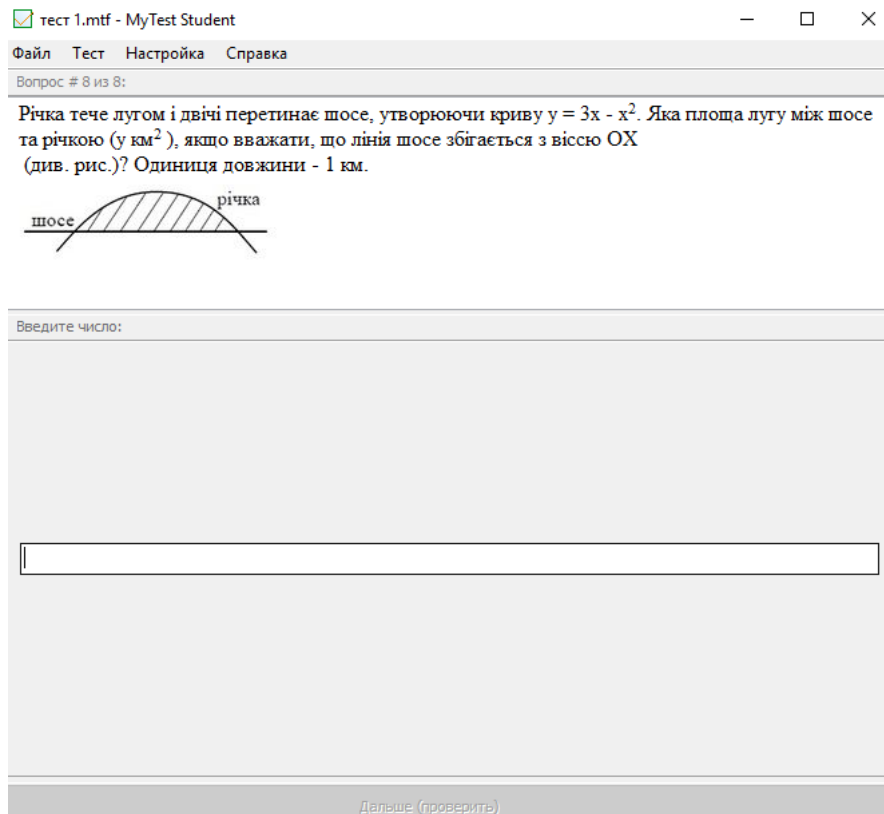 тест 1.mtf - MyTest Student
Файл Тест Настройка Справка
Вопрос # 8 из 8:
Річка тече лугом і двічі перетинає шосе, утворюючи криву y = 3x - x². Яка площа лугу між шосе
та річкою (у км² ), якщо вважати, що лінія шосе збігається з віссю OX
(див. рис.)? Одиниця довжини - 1 км.
річка
шосе
Введите число:
Дальше (проверить)